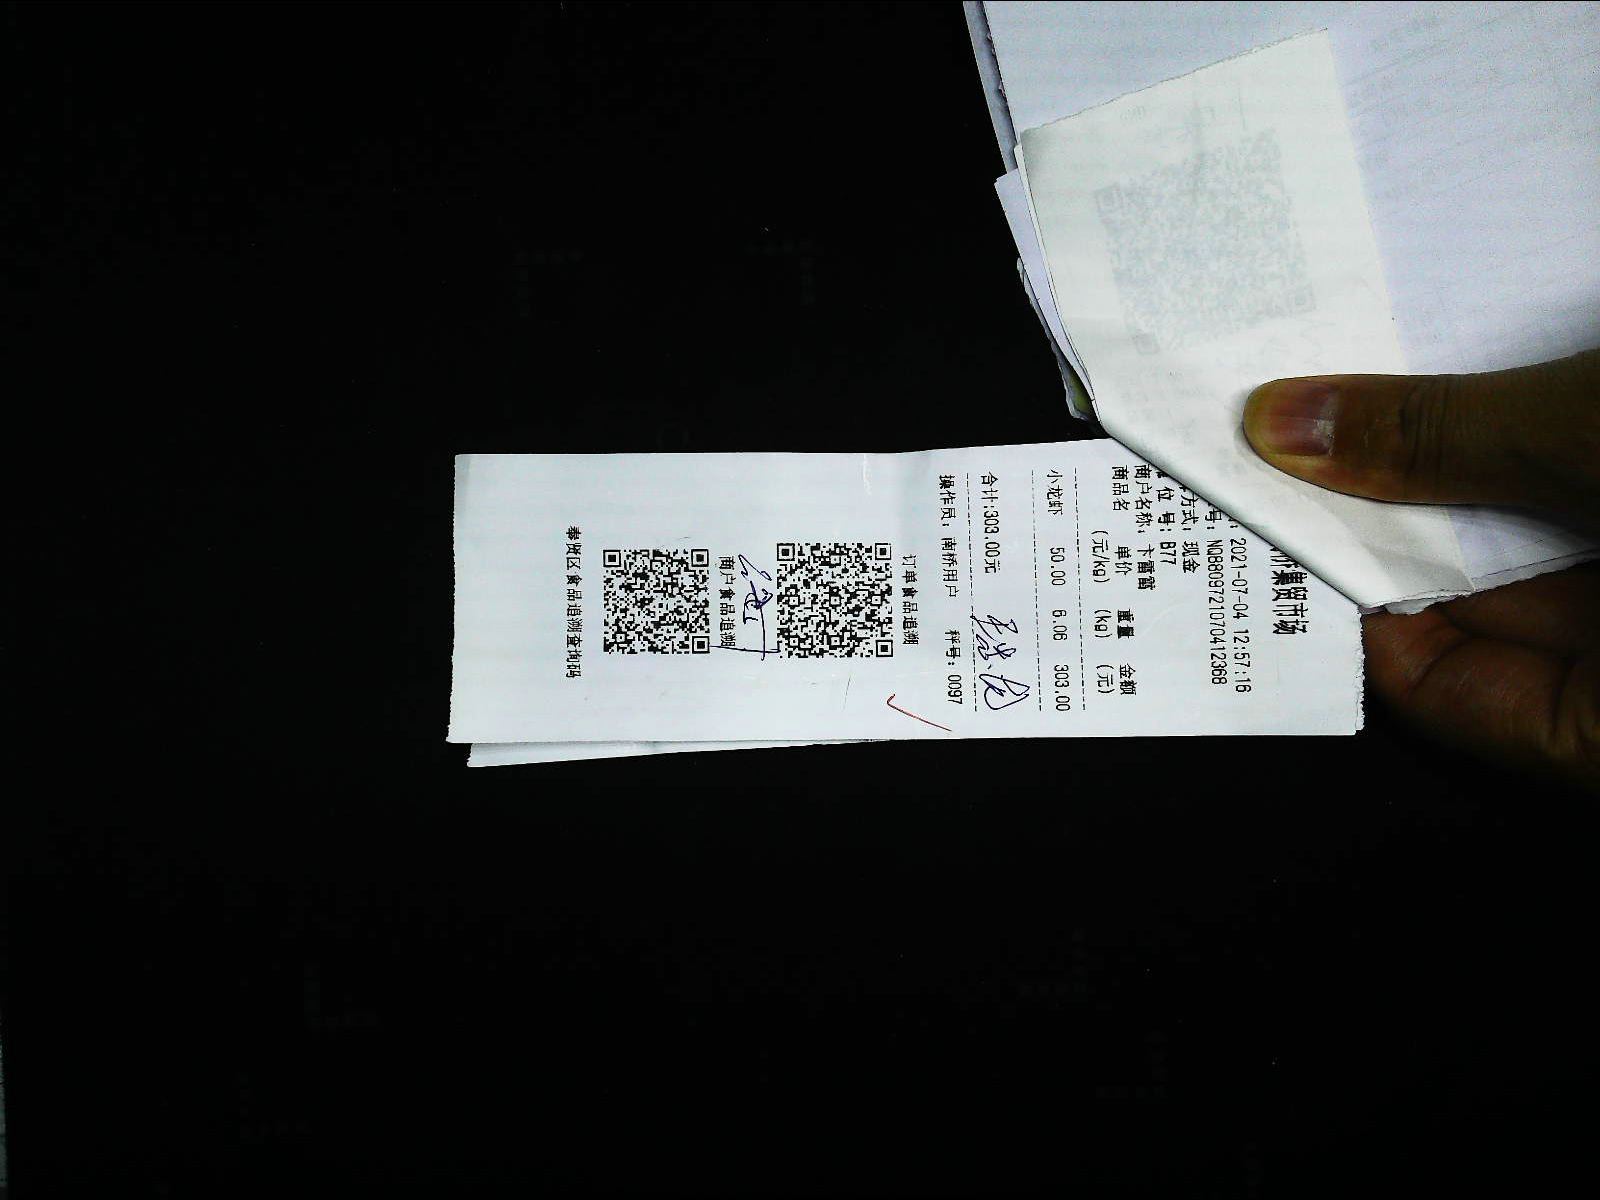 集贸市场
: 2021-07-04 12:57:16
号: NQB809721070412368
方式: 现金
位 号: B77
商户名称: 卞雷雷
商品名 单价 重量 金额
(元/kg) (kg) (元)
小龙虾 50.00 6.06 303.00
合计:303.00元
操作员: 南桥用户 秤号: 0097
订单食品追溯
商户食品追溯
奉贤区食品追溯查询码